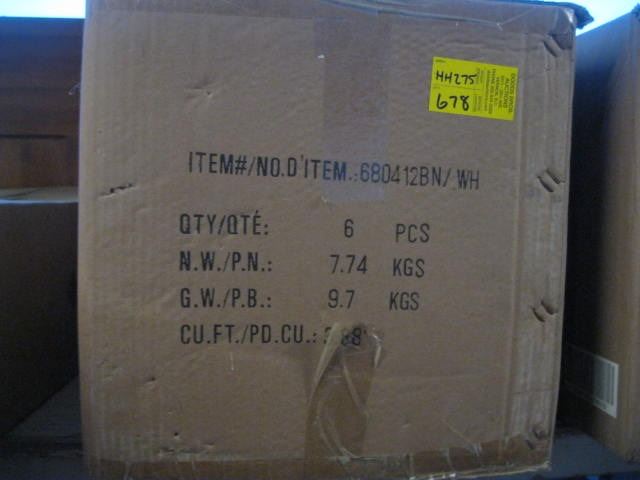 HH275
678
ITEM#/NO.D'ITEM.:680412BN/WH
QTY/QTÉ: 6 PCS
N.W./P.N.: 7.74 KGS
G.W./P.B.: 9.7 KGS
CU.FT./PD.CU.: